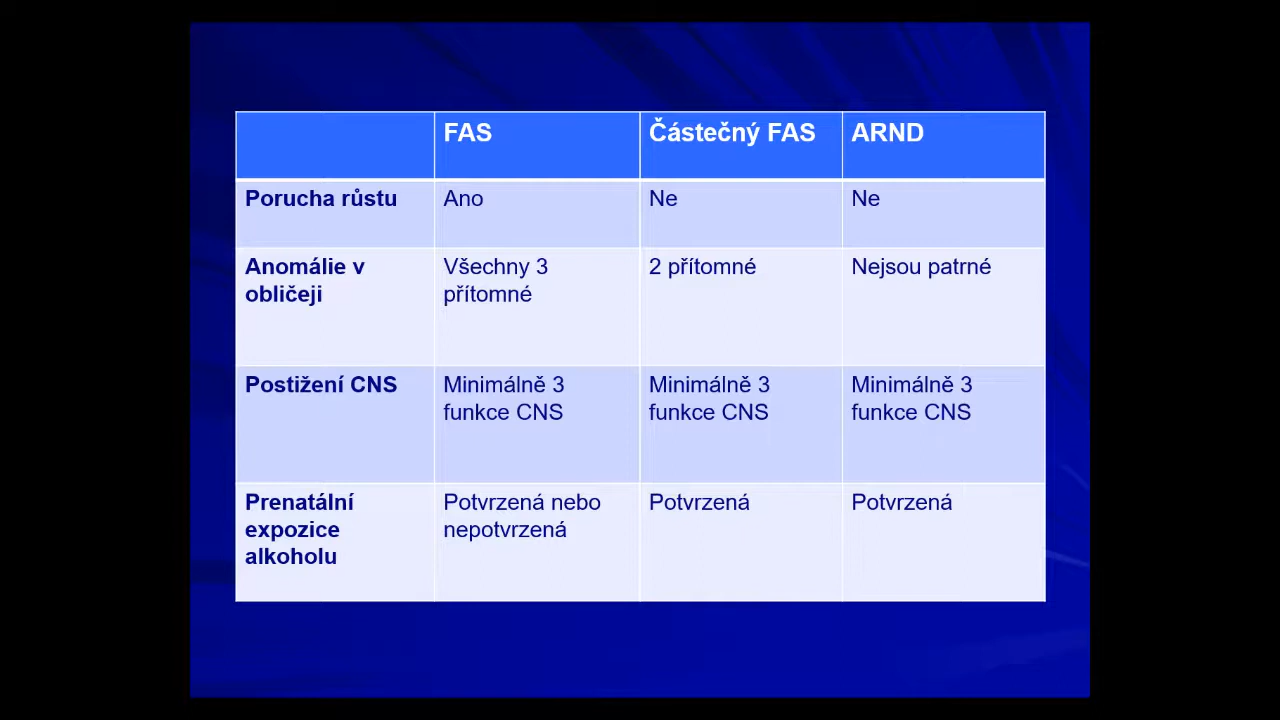 FAS
Částečný FAS
ARND
Porucha růstu
Ano
Ne
Ne
Anomálie v
obličeji
Všechny 3
přítomné
2 přítomné
Nejsou patrné
Postižení CNS
Minimálně 3
funkce CNS
Minimálně 3
funkce CNS
Minimálně 3
funkce CNS
Prenatální
expozice
alkoholu
Potvrzená nebo
nepotvrzená
Potvrzená
Potvrzená